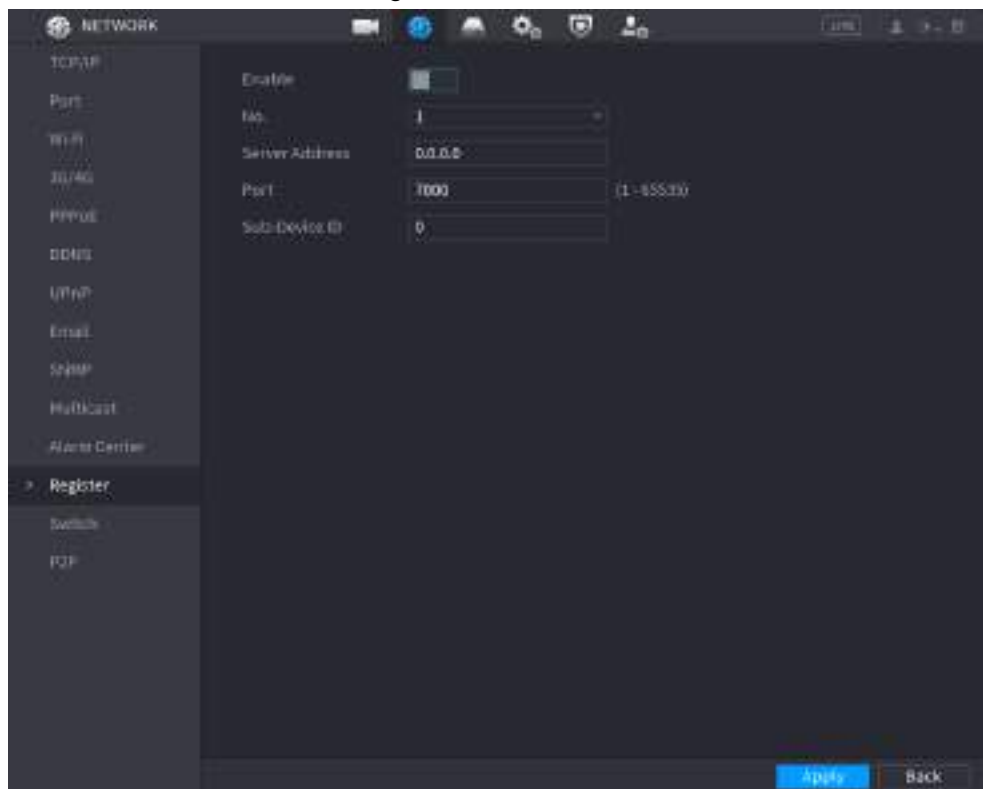 NETWORK
LIVE
TCP/IP
Port
Wi-Fi
3G/4G
PPPoE
DDNS
UPnP
Email
SNMP
Multicast
Alarm Center
Register
Switch
P2P
Enable
No. 1
Server Address 0.0.0.0
Port 7000 (1 - 65535)
Sub-Device ID 0
Apply Back